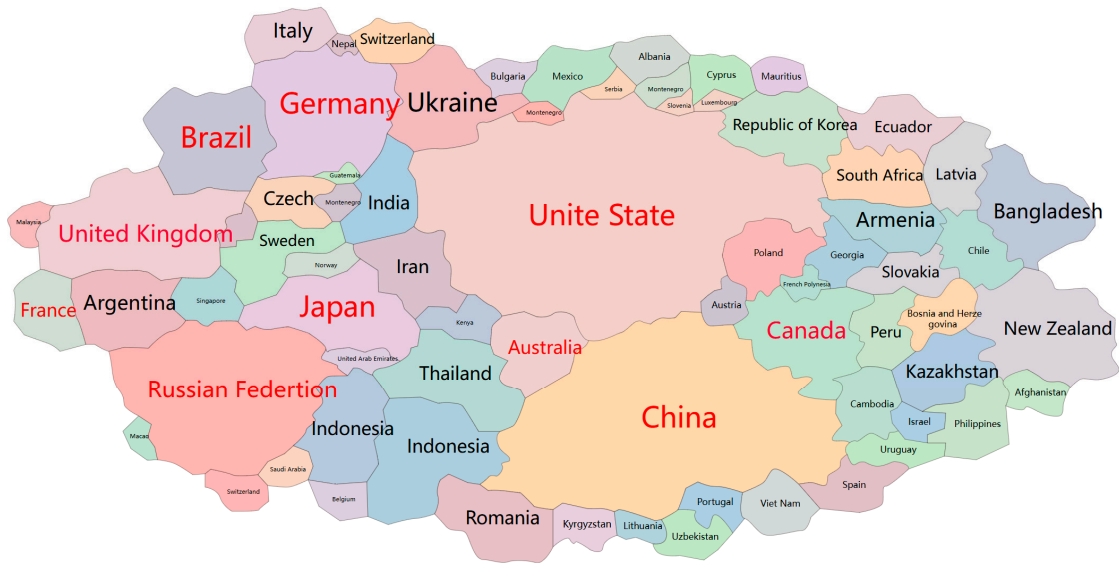 Italy
Nepal
Switzerland
Germany
Ukraine
Bulgaria
Mexico
Albania
Serbia
Montenegro
Slovenia
Cyprus
Luxembourg
Mauritius
Montenegro
Brazil
Republic of Korea
Ecuador
Guatemala
South Africa
Latvia
Czech
Montenegro
India
Unite State
Armenia
Bangladesh
Malaysia
United Kingdom
Sweden
Norway
Iran
Poland
Georgia
Chile
Slovakia
French Polynesia
France
Argentina
Singapore
Japan
Kenya
Austria
Canada
Peru
Bosnia and Herze
govina
New Zealand
Australia
United Arab Emirates
Russian Federtion
Thailand
Kazakhstan
Afghanistan
Cambodia
China
Israel
Philippines
Macao
Indonesia
Indonesia
Uruguay
Saudi Arabia
Switzerland
Belgium
Romania
Kyrgyzstan
Lithuania
Portugal
Uzbekistan
Viet Nam
Spain